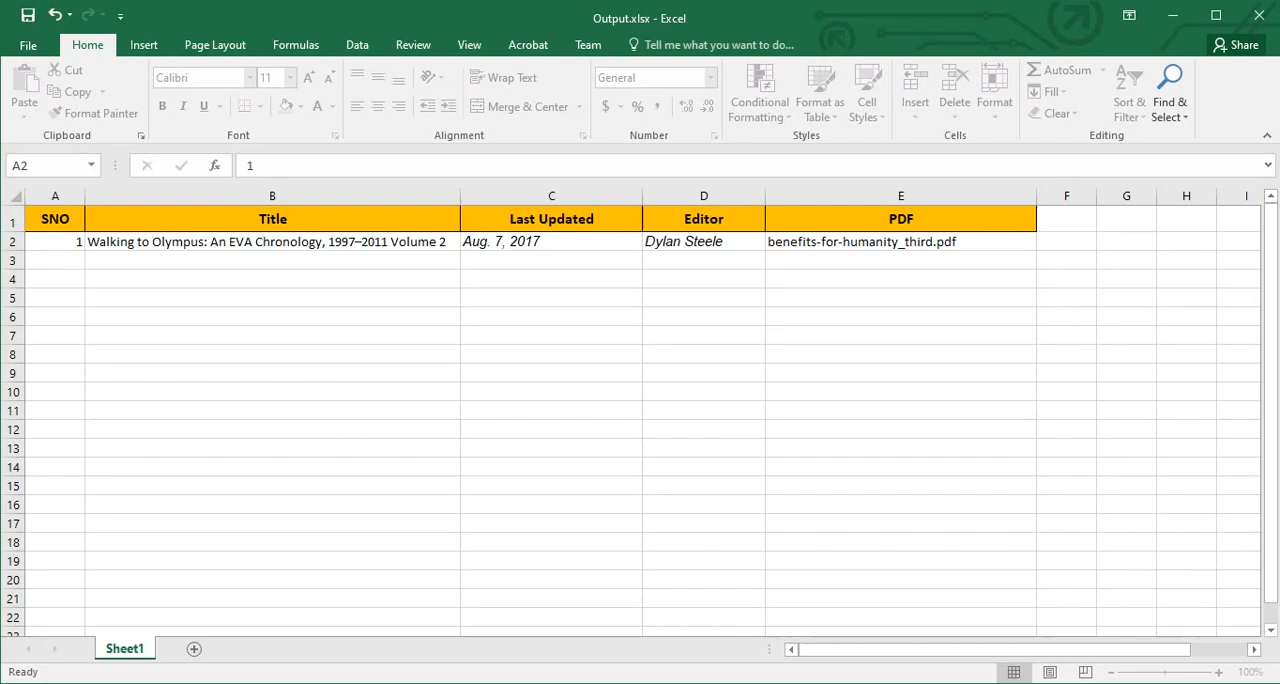 Output.xlsx - Excel
File Home Insert Page Layout Formulas Data Review View Acrobat Team Tell me what you want to do... Share
Paste Cut Copy Format Painter Clipboard
Calibri 11 A A B I U A Font
Wrap Text Merge & Center Alignment
General $ % , Number
Conditional Formatting Format as Table Cell Styles Styles
Insert Delete Format Cells
AutoSum Fill Clear Sort & Filter Find & Select Editing
A2 fx 1
A B C D E F G H I
1 SNO Title Last Updated Editor PDF
2 1 Walking to Olympus: An EVA Chronology, 1997–2011 Volume 2 Aug. 7, 2017 Dylan Steele benefits-for-humanity_third.pdf
3
4
5
6
7
8
9
10
11
12
13
14
15
16
17
18
19
20
21
22
23
Sheet1
Ready 100%